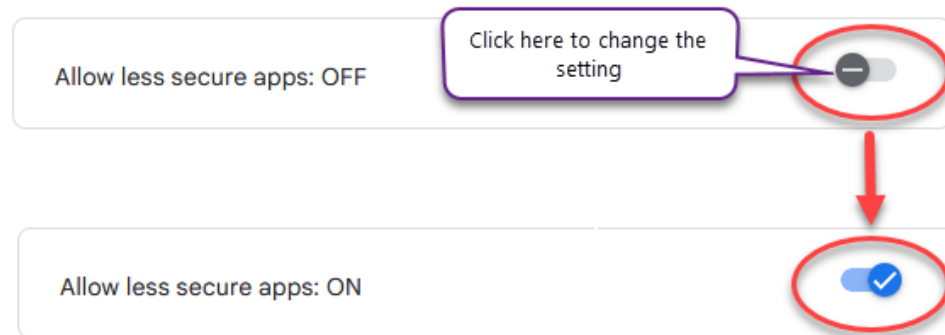 Click here to change the
setting
Allow less secure apps: OFF
Allow less secure apps: ON